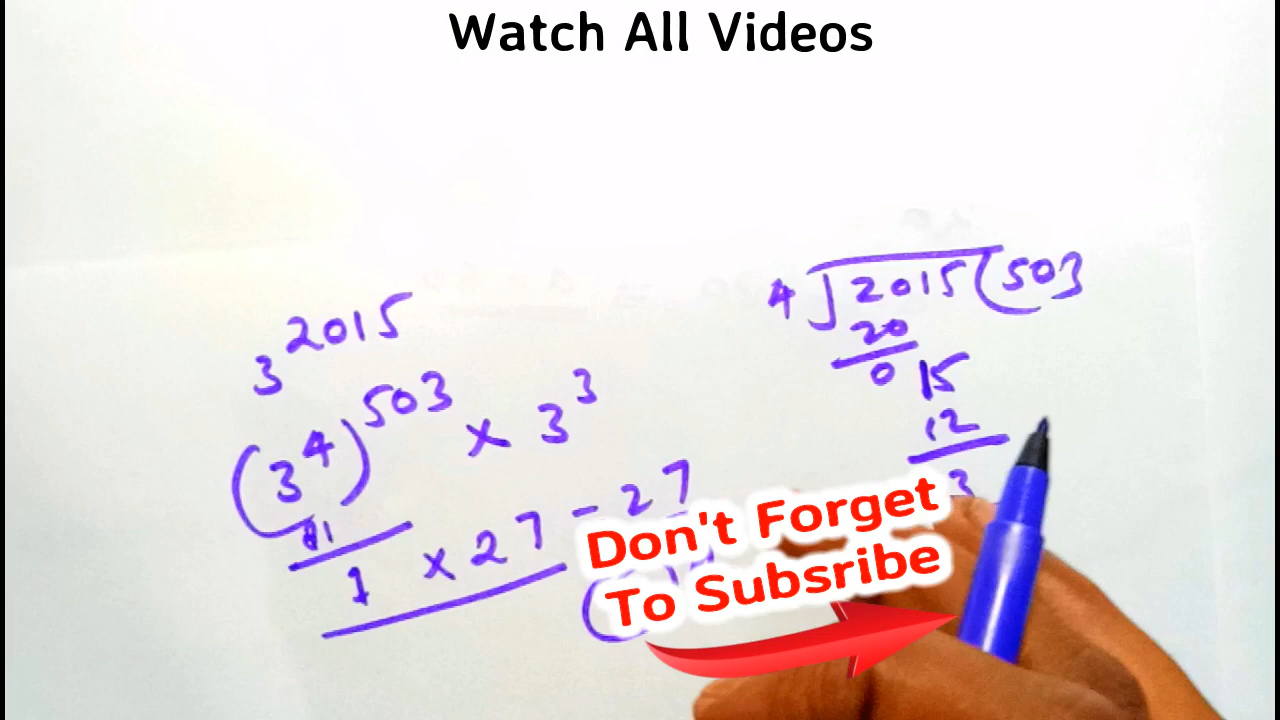 Watch All Videos
3^2015
(3^4)^503 × 3^3
81
1 × 27 = 27
4 2015 ( 503
20
0 15
12
3
Don't Forget
To Subsribe